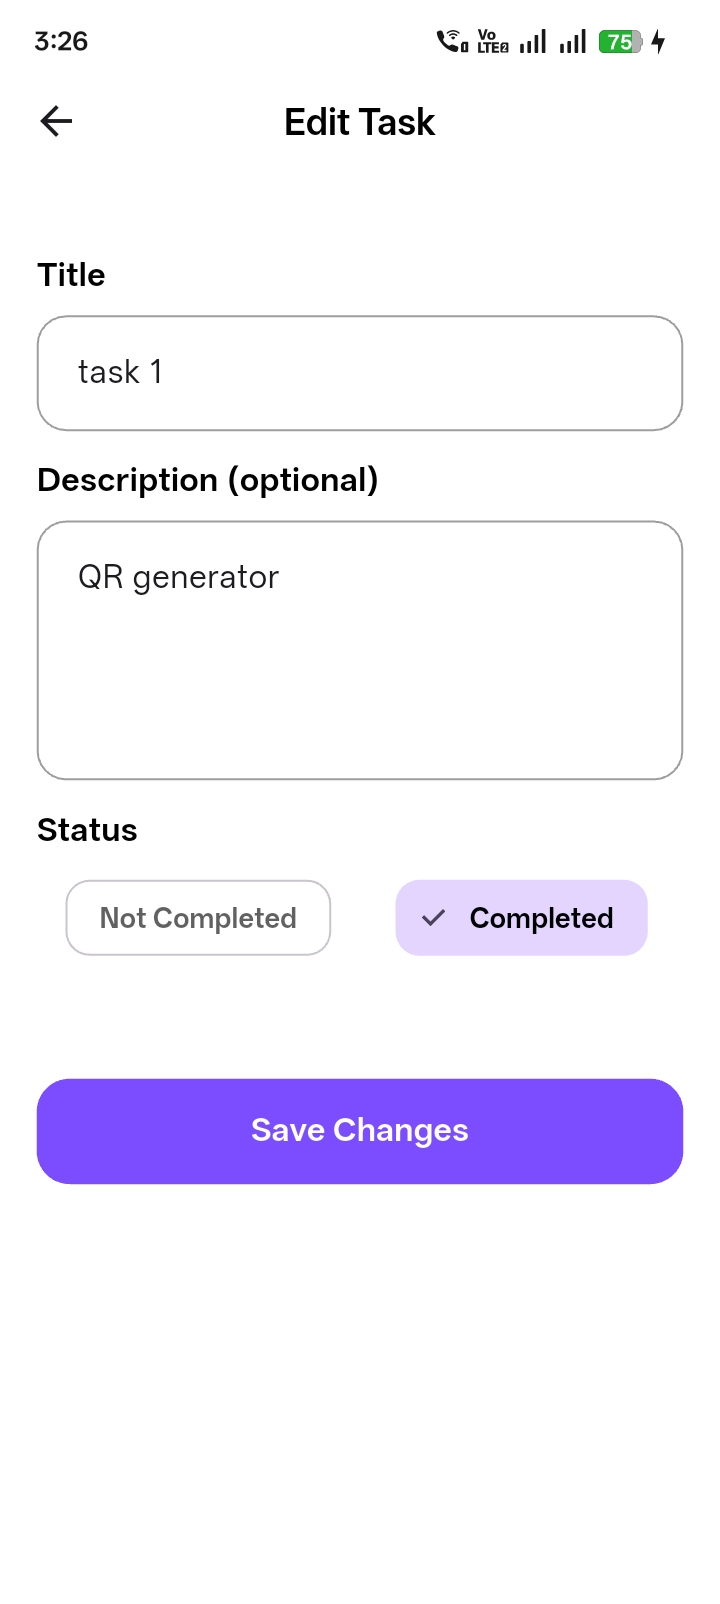 3:26
Vo
LTE2
75
Edit Task
Title
task 1
Description (optional)
QR generator
Status
Not Completed
Completed
Save Changes